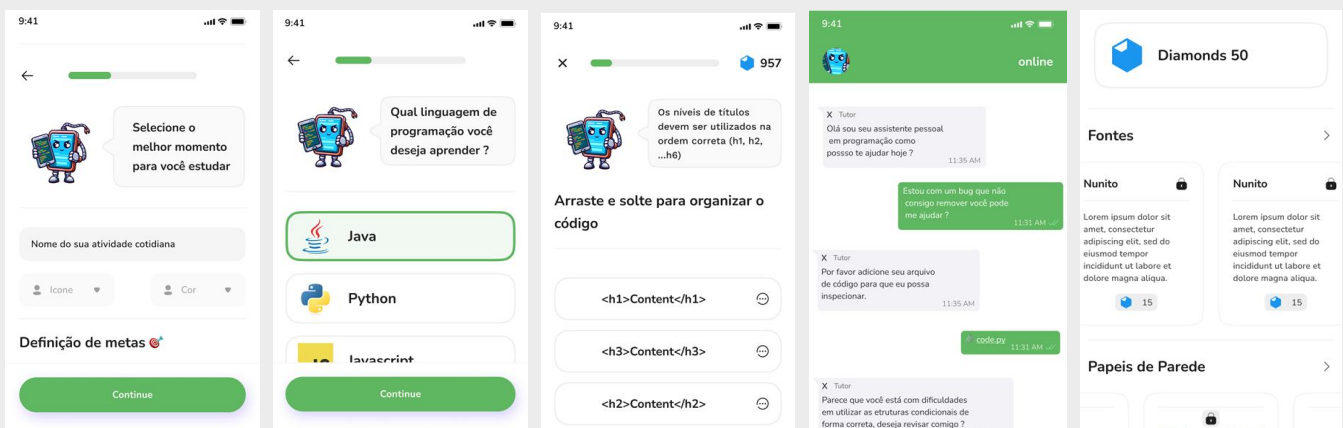 9:41
Selecione o
melhor momento
para você estudar
Nome do sua atividade cotidiana
Icone
Cor
Definição de metas
Continue
9:41
Qual linguagem de
programação você
deseja aprender ?
Java
Python
Javascript
Continue
9:41
957
Os níveis de títulos
devem ser utilizados na
ordem correta (h1, h2,
...h6)
Arraste e solte para organizar o
código
<h1>Content</h1>
<h3>Content</h3>
<h2>Content</h2>
9:41
online
X Tutor
Olá sou seu assistente pessoal
em programação como
possso te ajudar hoje ?
11:35 AM
Estou com um bug que não
consigo remover você pode
me ajudar ?
11:31 AM
X Tutor
Por favor adicione seu arquivo
de código para que eu possa
inspecionar.
11:35 AM
code.py
11:31 AM
X Tutor
Parece que você está com dificuldades
em utilizar as etruturas condicionais de
forma correta, deseja revisar comigo ?
Diamonds 50
Fontes
Nunito
Lorem ipsum dolor sit
amet, consectetur
adipiscing elit, sed do
eiusmod tempor
incididunt ut labore et
dolore magna aliqua.
15
Nunito
Lorem ipsum dolor sit
amet, consectetur
adipiscing elit, sed do
eiusmod tempor
incididunt ut labore et
dolore magna aliqua.
15
Papeis de Parede